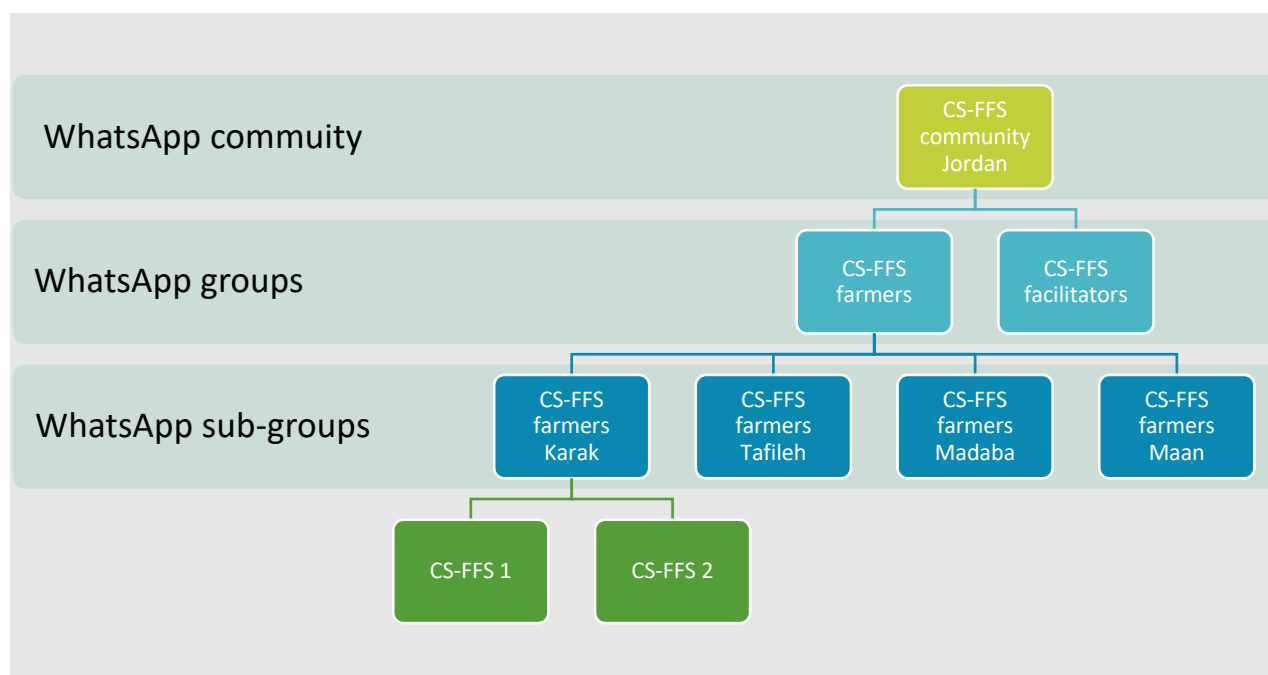 WhatsApp commuity
CS-FFS
community
Jordan
WhatsApp groups
CS-FFS
farmers
CS-FFS
facilitators
WhatsApp sub-groups
CS-FFS
farmers
Karak
CS-FFS
farmers
Tafileh
CS-FFS
farmers
Madaba
CS-FFS
farmers
Maan
CS-FFS 1
CS-FFS 2